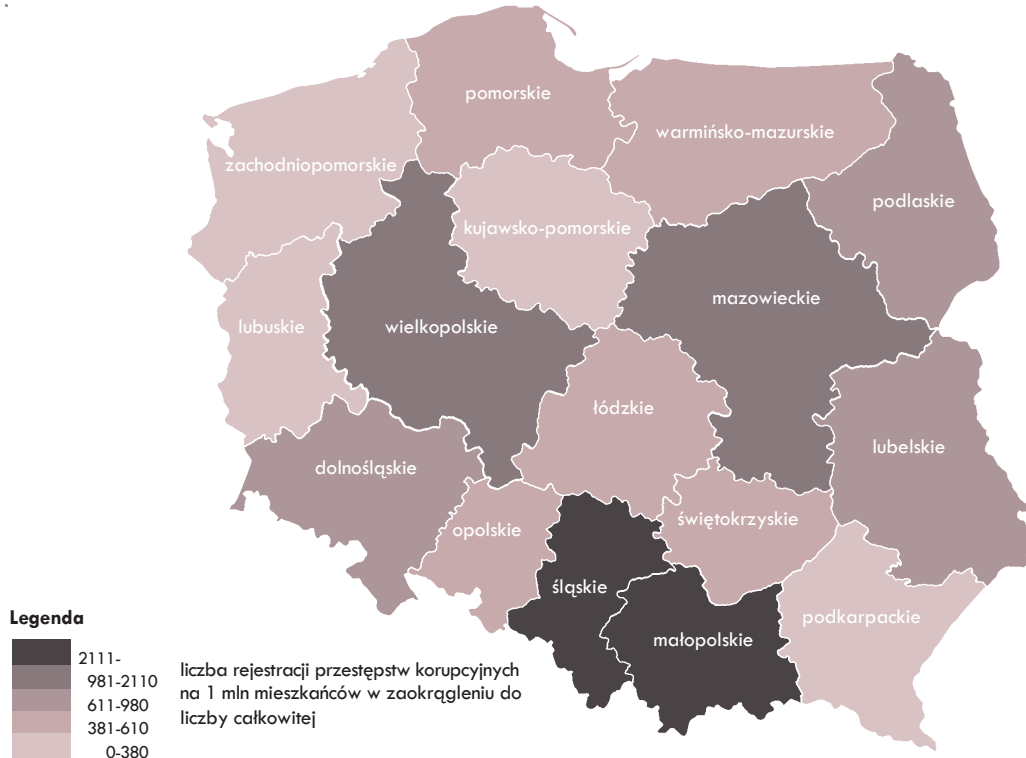 pomorskie
warmińsko-mazurskie
zachodniopomorskie
podlaskie
kujawsko-pomorskie
mazowieckie
lubuskie
wielkopolskie
łódzkie
lubelskie
dolnośląskie
opolskie
świętokrzyskie
śląskie
podkarpackie
małopolskie
Legenda
2111-
981-2110
611-980
381-610
0-380
liczba rejestracji przestępstw korupcyjnych
na 1 mln mieszkańców w zaokrągleniu do
liczby całkowitej